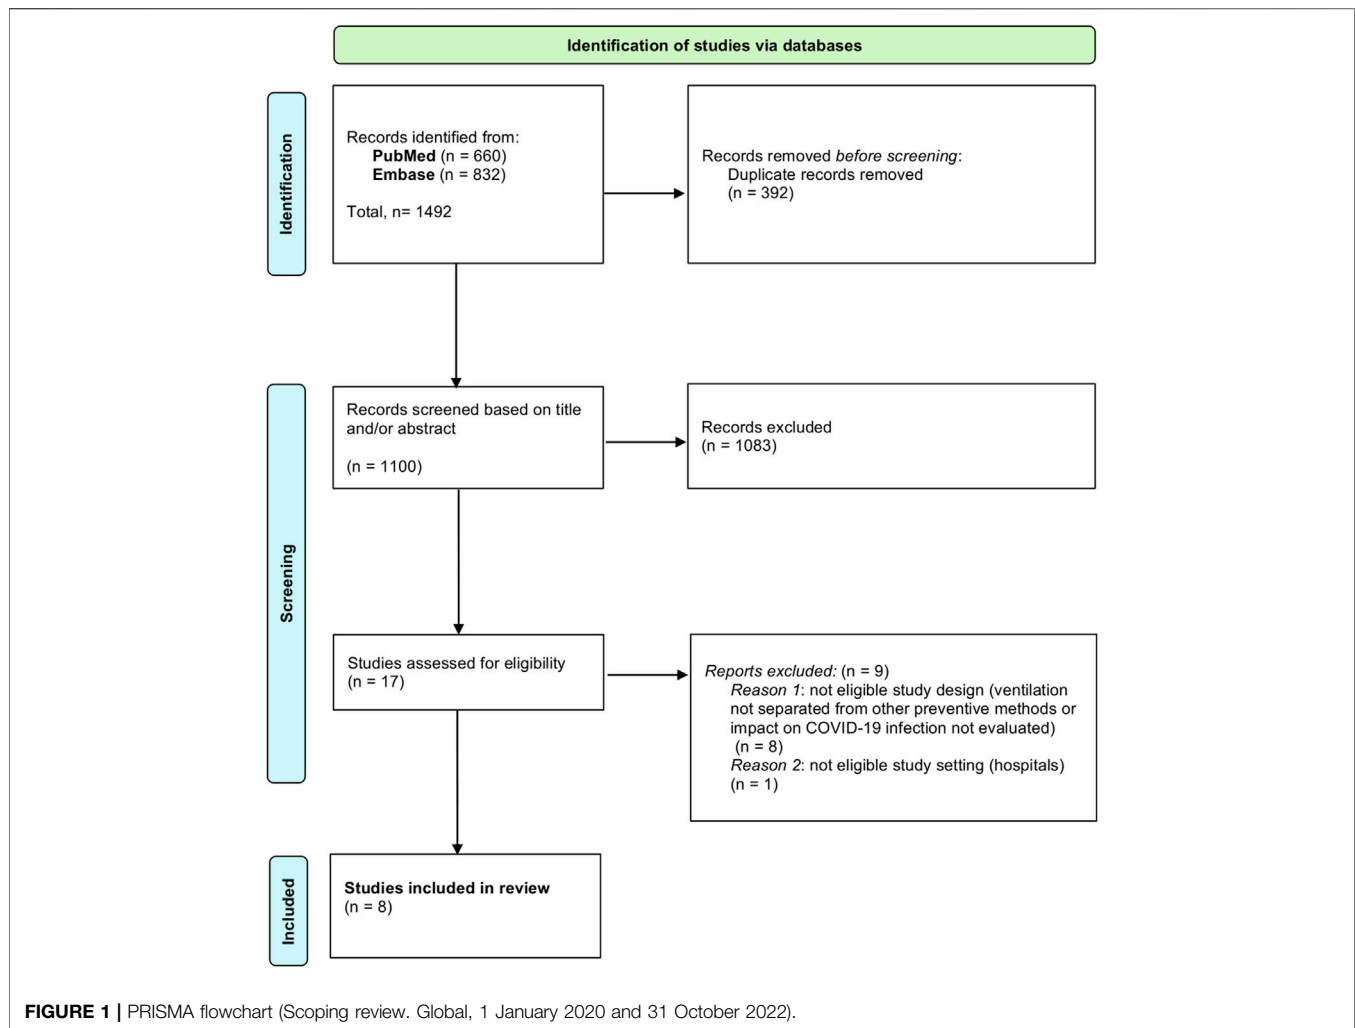 Identification of studies via databases
Identification
Records identified from:
PubMed (n = 660)
Embase (n = 832)
Total, n= 1492
Records removed before screening:
Duplicate records removed
(n = 392)
Screening
Records screened based on title
and/or abstract
(n = 1100)
Records excluded
(n = 1083)
Studies assessed for eligibility
(n = 17)
Reports excluded: (n = 9)
Reason 1: not eligible study design (ventilation
not separated from other preventive methods or
impact on COVID-19 infection not evaluated)
(n = 8)
Reason 2: not eligible study setting (hospitals)
(n = 1)
Included
Studies included in review
(n = 8)
FIGURE 1 | PRISMA flowchart (Scoping review. Global, 1 January 2020 and 31 October 2022).